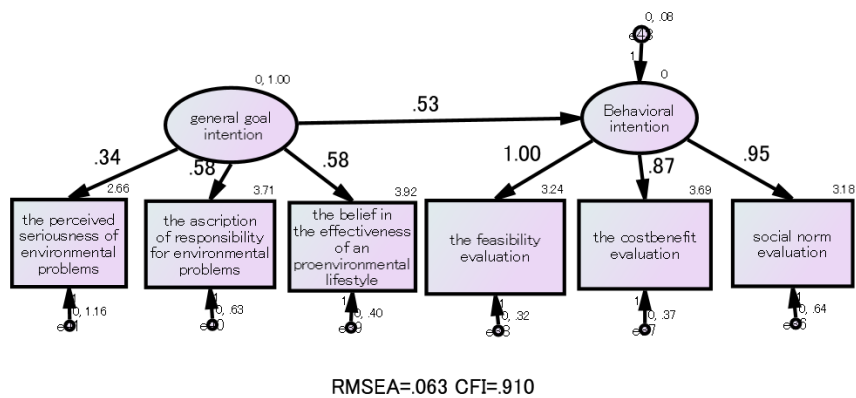 0, .08
1
0
0, 1.00
general goal
intention
.53
Behavioral
intention
.34
.58
.58
1.00
.87
.95
2.66
3.71
3.92
3.24
3.69
3.18
the perceived
seriousness of
environmental
problems
the ascription
of responsibility
for environmental
problems
the belief in
the effectiveness
of an
proenvironmental
lifestyle
the feasibility
evaluation
the costbenefit
evaluation
social norm
evaluation
1
1
1
1
1
1
0, 1.16
0, .63
0, .40
0, .32
0, .37
0, .64
RMSEA=.063 CFI=.910